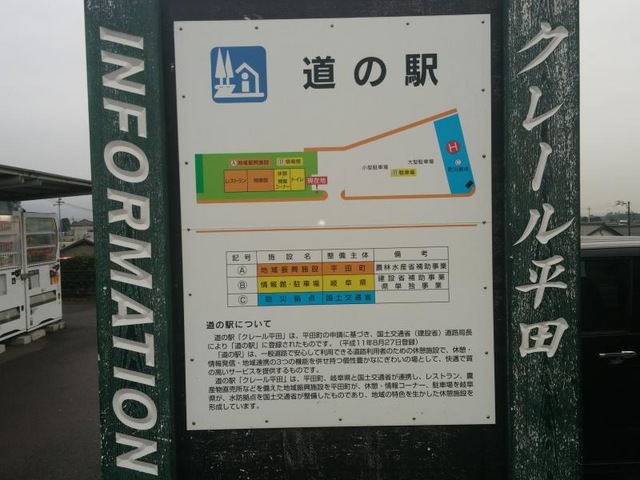 INFORMATION
道の駅
クレール平田
Ⓐ地域振興施設
Ⓑ情報館
レストラン
物産館
休憩
情報
コーナー
トイレ
現在地
小型駐車場
大型駐車場
Ⓑ駐車場
H
Ⓒ
防災拠点
記号 施設名 整備主体 備考
Ⓐ 地域振興施設 平田町 農林水産省補助事業
Ⓑ 情報館・駐車場 岐阜県 建設省補助事業
県単独事業
Ⓒ 防災拠点 国土交通省
道の駅について
道の駅「クレール平田」は、平田町の申請に基づき、国土交通省（建設省）道路局長
により「道の駅」に登録されたものです。（平成11年8月27日登録）
「道の駅」は、一般道路で安心して利用できる道路利用者のための休憩施設で、休憩・
情報発信・地域連携の3つの機能を併せ持つ個性豊かなにぎわいの場として、快適で質
の高いサービスを提供するものです。
道の駅「クレール平田」は、平田町、岐阜県と国土交通省が連携し、レストラン、農
産物直売所などを備えた地域振興施設を平田町が、休憩・情報コーナー、駐車場を岐阜
県が、水防拠点を国土交通省が整備したものであり、地域の特色を生かした休憩施設を
形成しています。